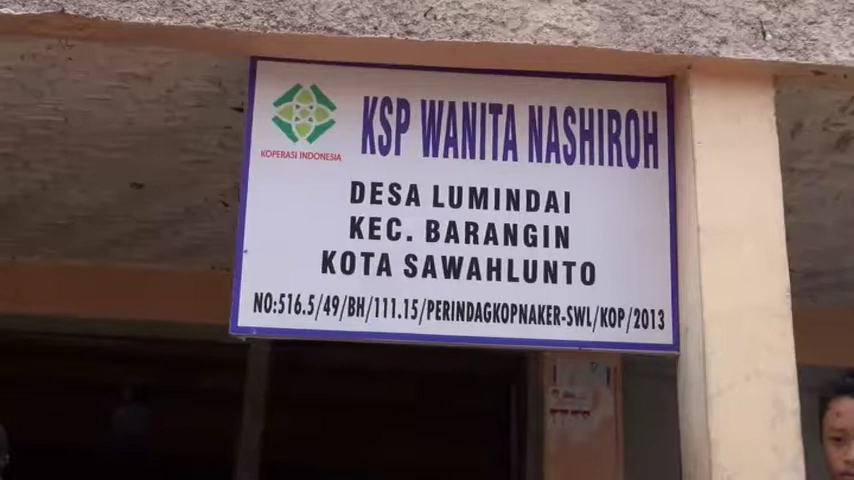 KSP WANITA NASHIROH
KOPERASI INDONESIA
DESA LUMINDAI
KEC. BARANGIN
KOTA SAWAHLUNTO
NO:516.5/49/BH/111.15/PERINDAGKOPNAKER-SWL/KOP/2013